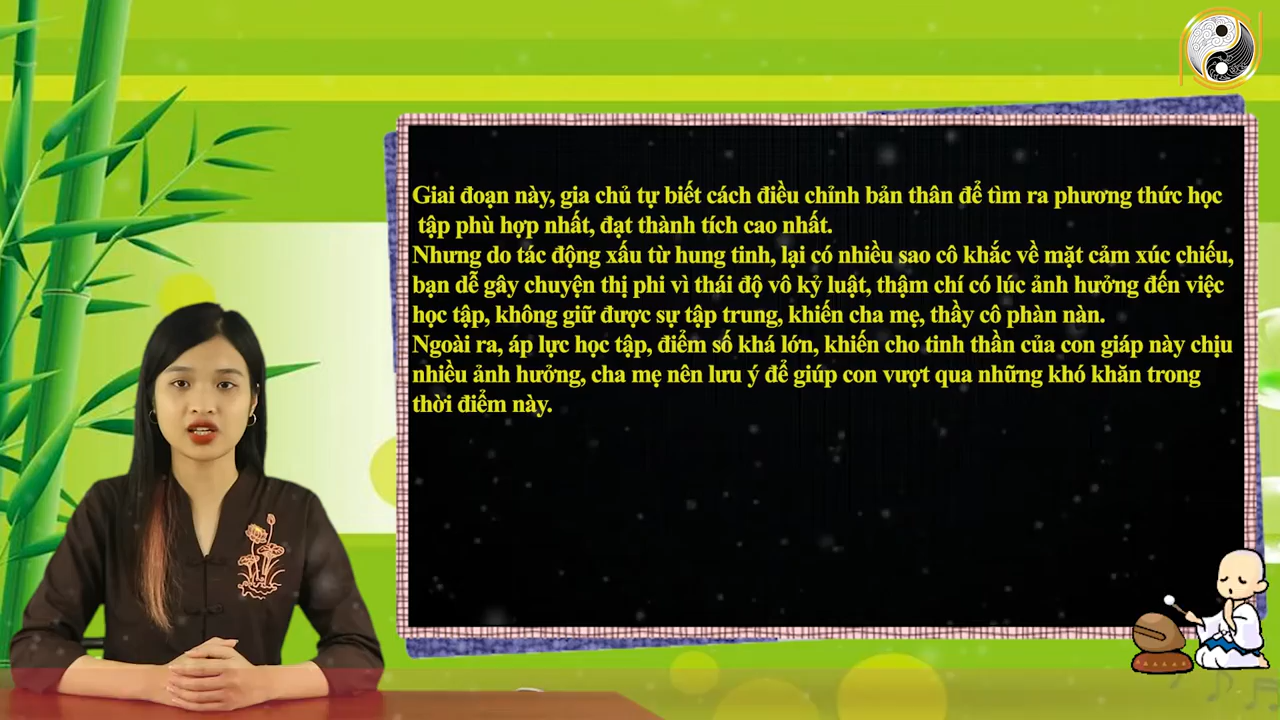 Giai đoạn này, gia chủ tự biết cách điều chỉnh bản thân để tìm ra phương thức học
tập phù hợp nhất, đạt thành tích cao nhất.
Nhưng do tác động xấu từ hung tinh, lại có nhiều sao cô khắc về mặt cảm xúc chiếu,
bạn dễ gây chuyện thị phi vì thái độ vô kỷ luật, thậm chí có lúc ảnh hưởng đến việc
học tập, không giữ được sự tập trung, khiến cha mẹ, thầy cô phàn nàn.
Ngoài ra, áp lực học tập, điểm số khá lớn, khiến cho tinh thần của con giáp này chịu
nhiều ảnh hưởng, cha mẹ nên lưu ý để giúp con vượt qua những khó khăn trong
thời điểm này.